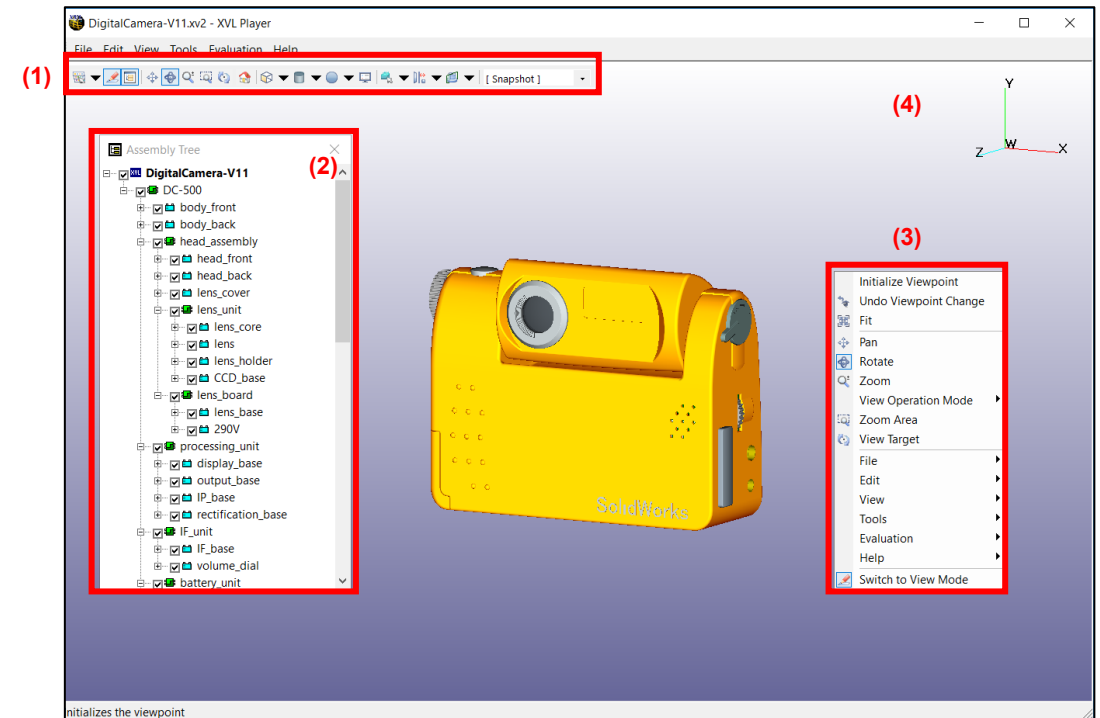 DigitalCamera-V11.xv2 - XVL Player
File Edit View Tools Evaluation Help
(1)
[ Snapshot ]
Y
(4)
W
X
Z
Assembly Tree
(2)
XVL DigitalCamera-V11
DC-500
body_front
body_back
head_assembly
head_front
head_back
lens_cover
lens_unit
lens_core
lens
lens_holder
CCD_base
lens_board
lens_base
290V
processing_unit
display_base
output_base
IP_base
rectification_base
IF_unit
IF_base
volume_dial
battery_unit
SolidWorks
(3)
Initialize Viewpoint
Undo Viewpoint Change
Fit
Pan
Rotate
Zoom
View Operation Mode
Zoom Area
View Target
File
Edit
View
Tools
Evaluation
Help
Switch to View Mode
nitializes the viewpoint